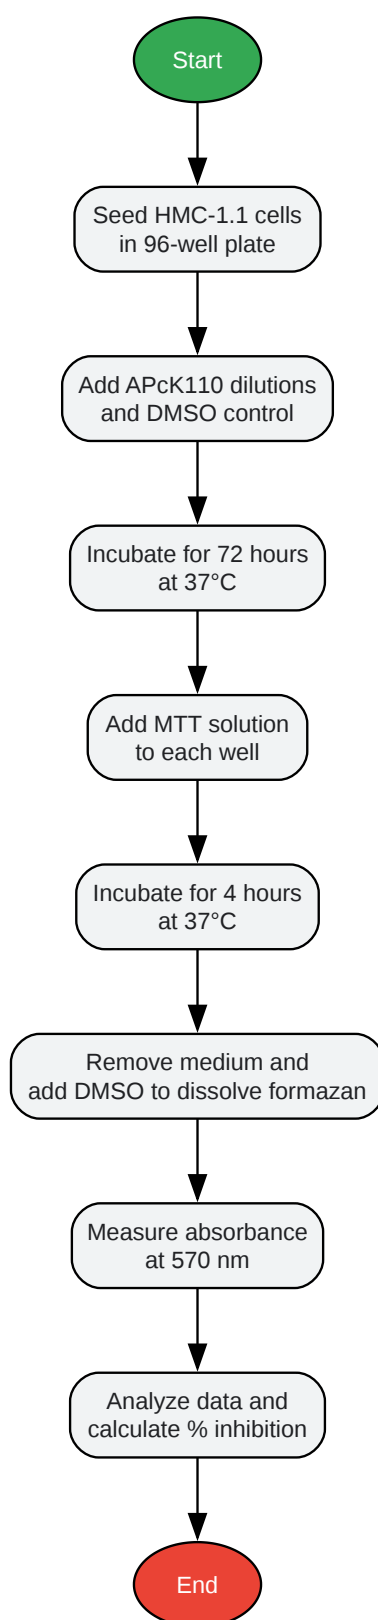 Start
Seed HMC-1.1 cells
in 96-well plate
Add APcK110 dilutions
and DMSO control
Incubate for 72 hours
at 37°C
Add MTT solution
to each well
Incubate for 4 hours
at 37°C
Remove medium and
add DMSO to dissolve formazan
Measure absorbance
at 570 nm
Analyze data and
calculate % inhibition
End